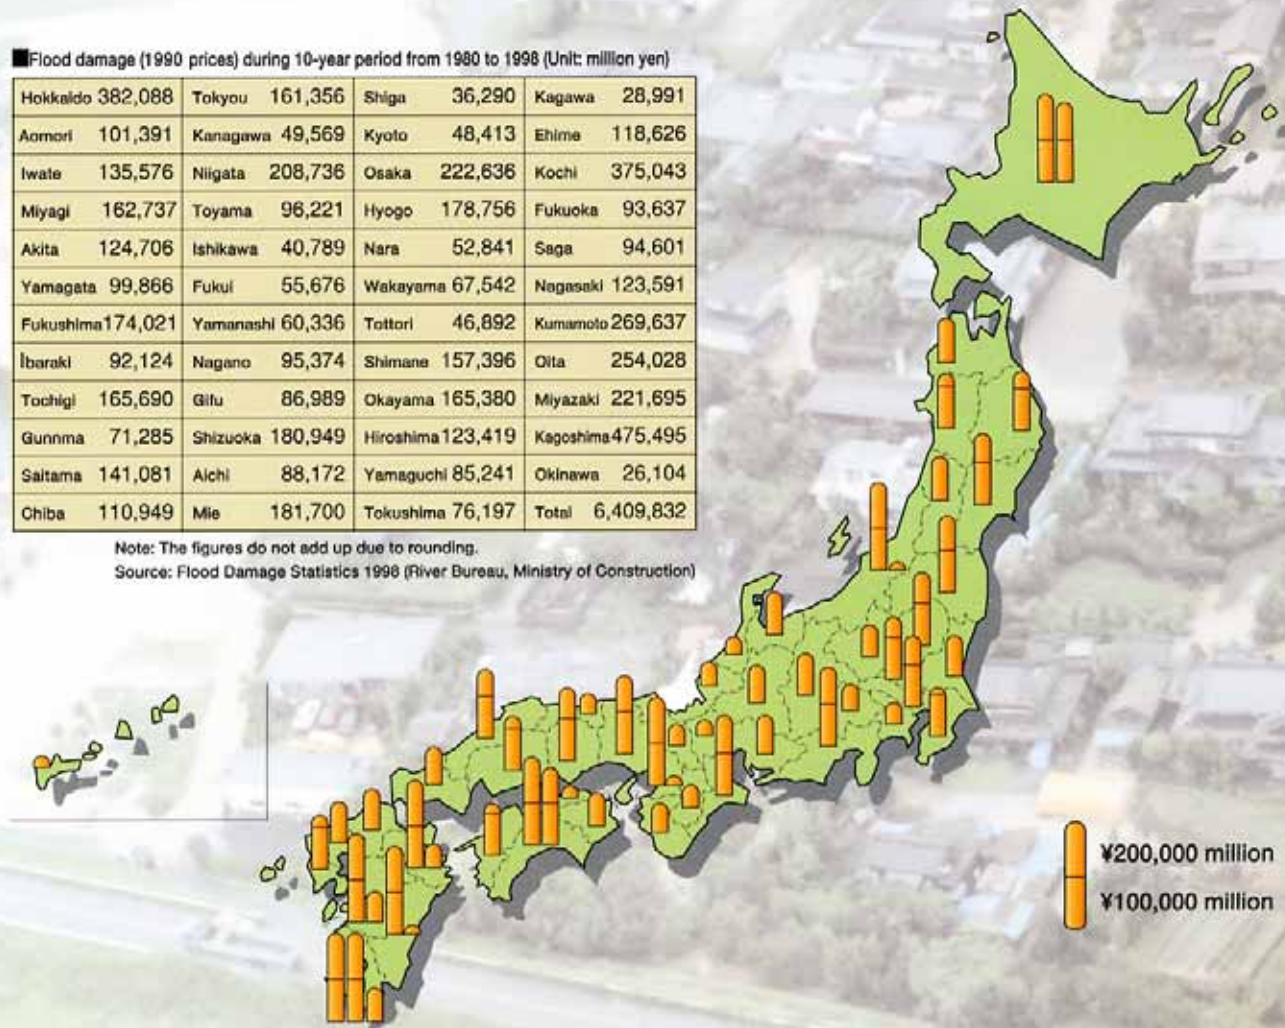 ■Flood damage (1990 prices) during 10-year period from 1980 to 1998 (Unit: million yen)
Hokkaido 382,088 Tokyou 161,356 Shiga 36,290 Kagawa 28,991
Aomori 101,391 Kanagawa 49,569 Kyoto 48,413 Ehime 118,626
Iwate 135,576 Niigata 208,736 Osaka 222,636 Kochi 375,043
Miyagi 162,737 Toyama 96,221 Hyogo 178,756 Fukuoka 93,637
Akita 124,706 Ishikawa 40,789 Nara 52,841 Saga 94,601
Yamagata 99,866 Fukui 55,676 Wakayama 67,542 Nagasaki 123,591
Fukushima 174,021 Yamanashi 60,336 Tottori 46,892 Kumamoto 269,637
Ibaraki 92,124 Nagano 95,374 Shimane 157,396 Oita 254,028
Tochigi 165,690 Gifu 86,989 Okayama 165,380 Miyazaki 221,695
Gunnma 71,285 Shizuoka 180,949 Hiroshima 123,419 Kagoshima 475,495
Saitama 141,081 Aichi 88,172 Yamaguchi 85,241 Okinawa 26,104
Chiba 110,949 Mie 181,700 Tokushima 76,197 Total 6,409,832
Note: The figures do not add up due to rounding.
Source: Flood Damage Statistics 1998 (River Bureau, Ministry of Construction)
¥200,000 million
¥100,000 million